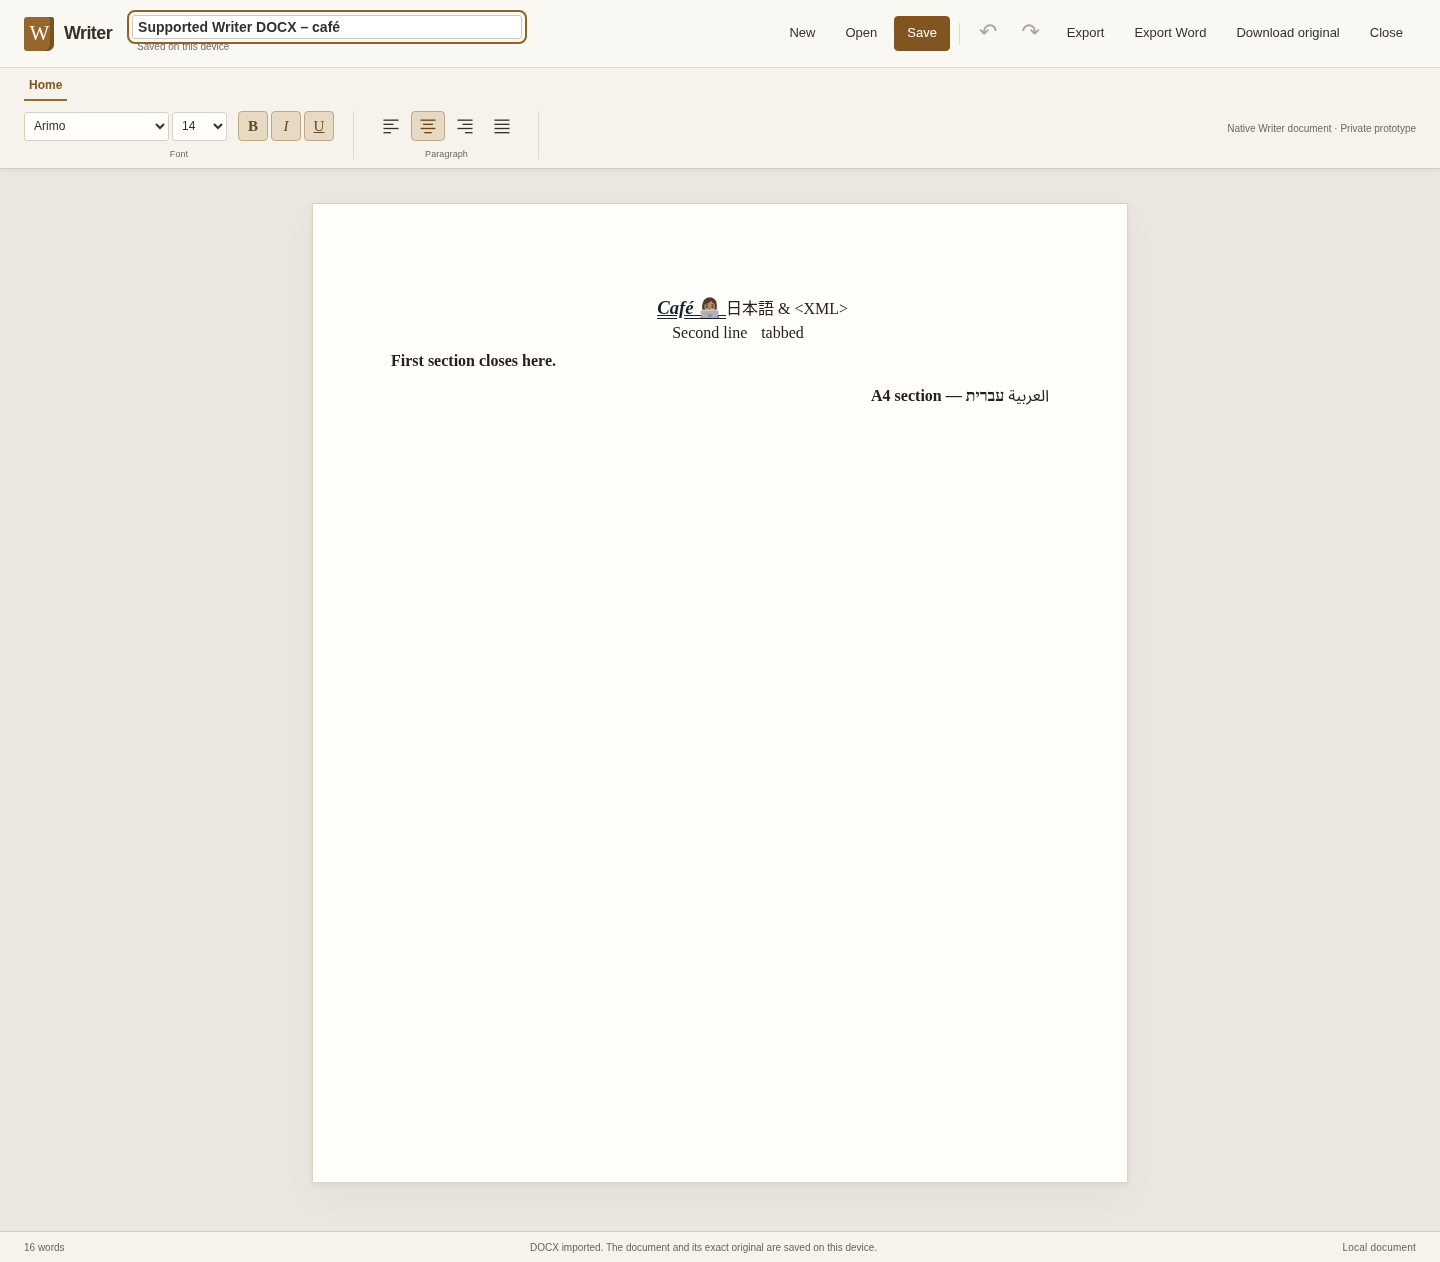 W Writer
Supported Writer DOCX – café
Saved on this device
New Open Save Export Export Word Download original Close
Home
Arimo 14 B I U
Font Paragraph
Native Writer document · Private prototype
Café 👩🏽‍💻 日本語 & <XML>
Second line tabbed
First section closes here.
A4 section — עברית العربية
16 words
DOCX imported. The document and its exact original are saved on this device.
Local document